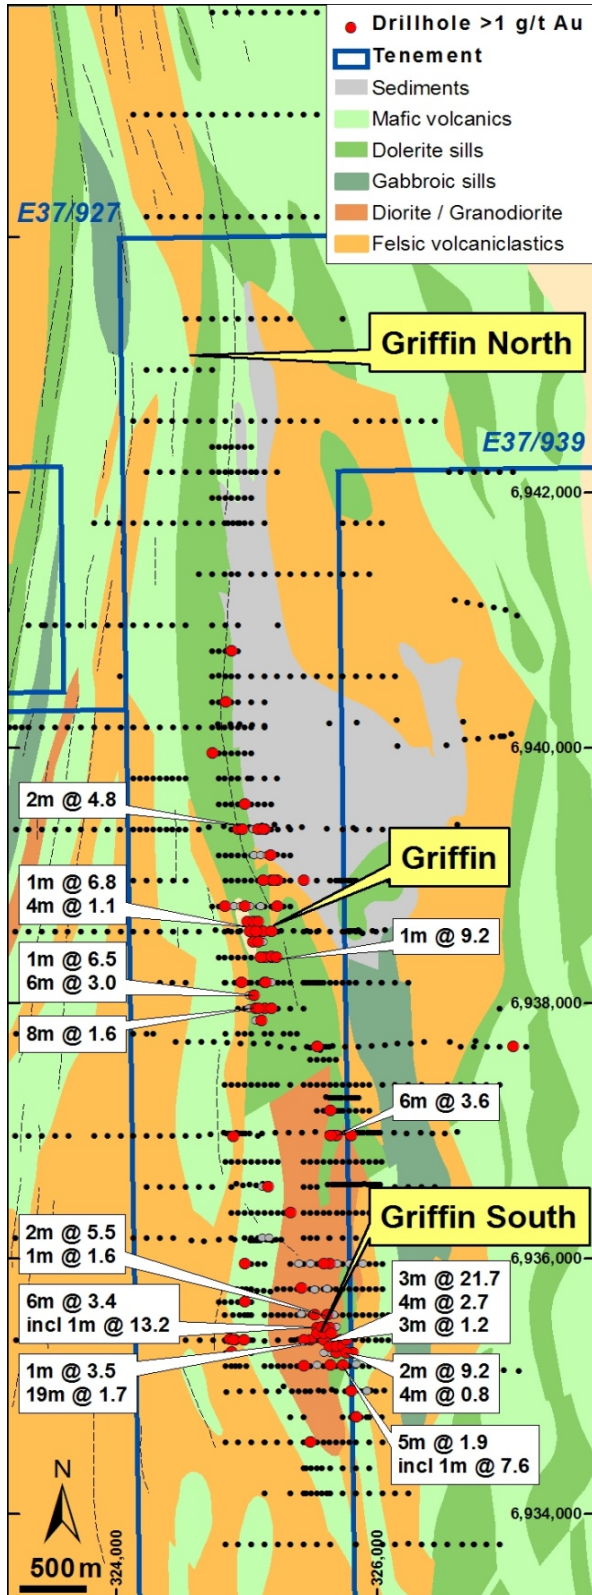 Drillhole >1 g/t Au
Tenement
Sediments
Mafic volcanics
Dolerite sills
Gabbroic sills
Diorite / Granodiorite
Felsic volcaniclastics
E37/927
Griffin North
E37/939
6,942,000
6,940,000
2m @ 4.8
Griffin
1m @ 6.8
4m @ 1.1
1m @ 9.2
1m @ 6.5
6m @ 3.0
6,938,000
8m @ 1.6
6m @ 3.6
Griffin South
2m @ 5.5
1m @ 1.6
6,936,000
3m @ 21.7
4m @ 2.7
3m @ 1.2
6m @ 3.4
incl 1m @ 13.2
1m @ 3.5
19m @ 1.7
2m @ 9.2
4m @ 0.8
5m @ 1.9
incl 1m @ 7.6
N
6,934,000
500 m
324,000
326,000